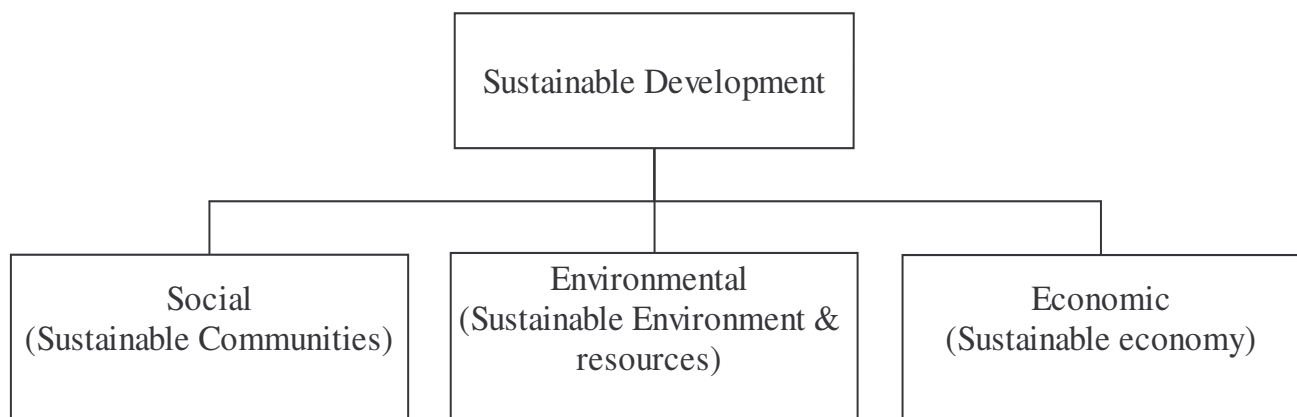 Sustainable Development
Social
(Sustainable Communities)
Environmental
(Sustainable Environment &
resources)
Economic
(Sustainable economy)